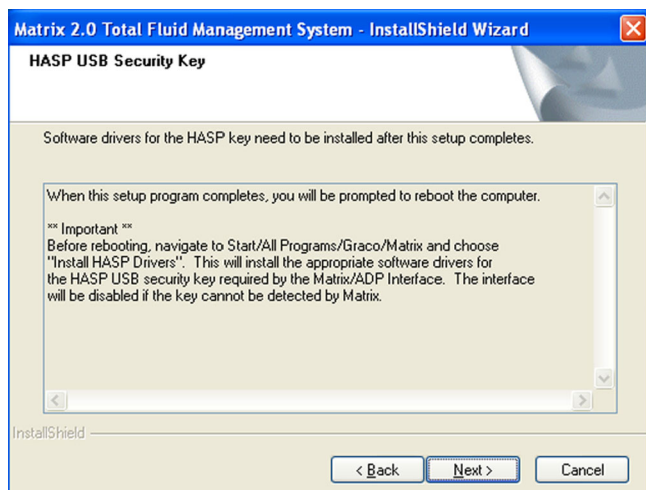 Matrix 2.0 Total Fluid Management System - InstallShield Wizard
HASP USB Security Key
Software drivers for the HASP key need to be installed after this setup completes.
When this setup program completes, you will be prompted to reboot the computer.
** Important **
Before rebooting, navigate to Start/All Programs/Graco/Matrix and choose
"Install HASP Drivers". This will install the appropriate software drivers for
the HASP USB security key required by the Matrix/ADP Interface. The interface
will be disabled if the key cannot be detected by Matrix.
InstallShield
< Back
Next >
Cancel